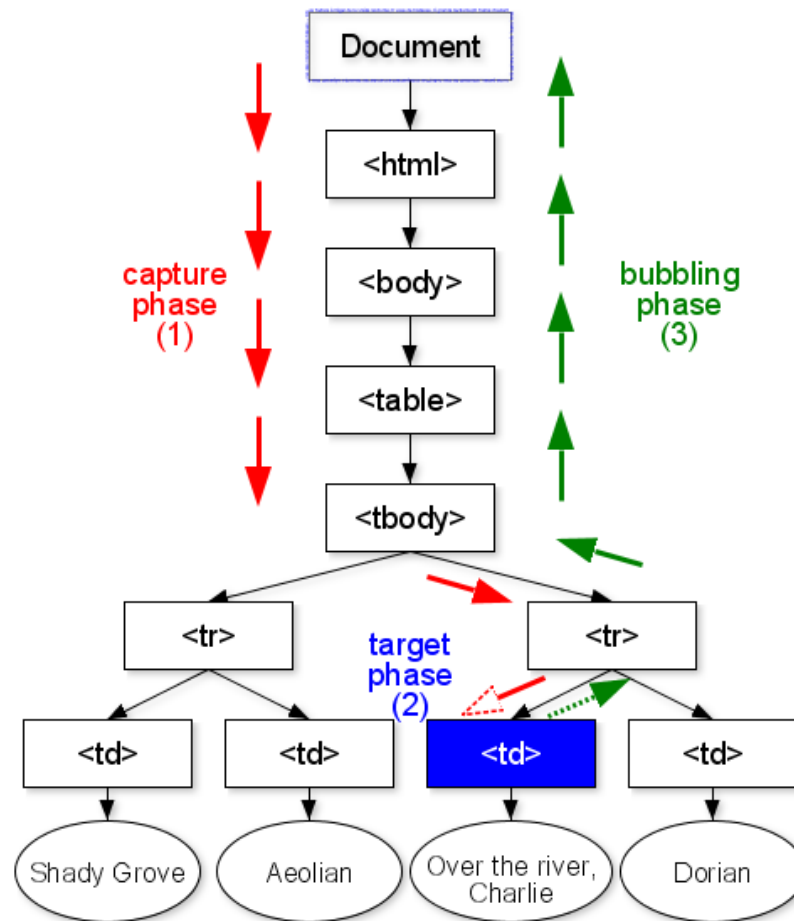 Document
<html>
capture
phase
(1)
<body>
bubbling
phase
(3)
<table>
<tbody>
<tr>
target
phase
(2)
<tr>
<td>
<td>
<td>
<td>
Shady Grove
Aeolian
Over the river,
Charlie
Dorian